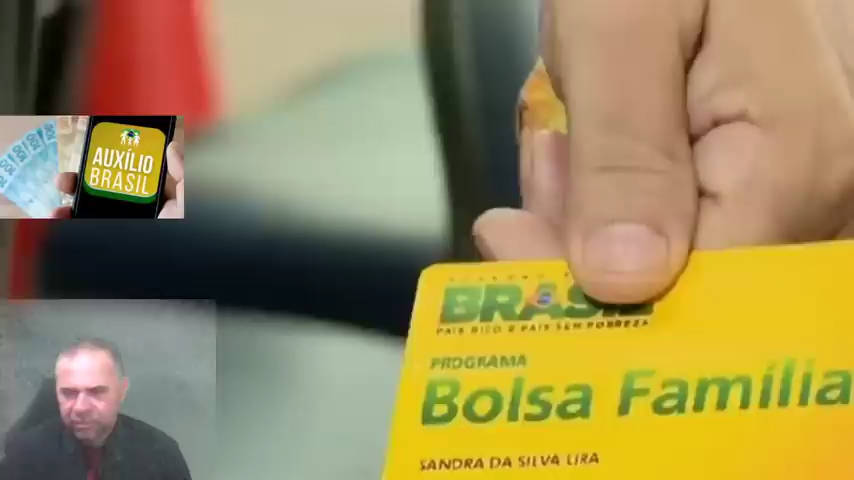 AUXÍLIO
BRASIL
BRASIL
PAÍS RICO É PAÍS SEM POBREZA
PROGRAMA
Bolsa Família
SANDRA DA SILVA LIRA